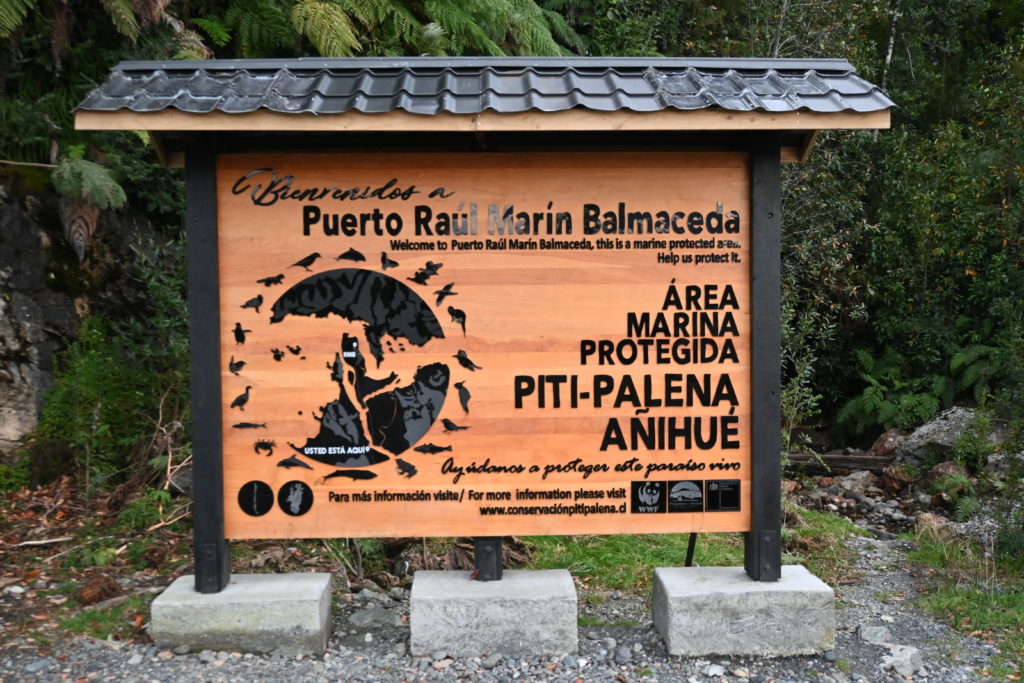 Bienvenidos a
Puerto Raúl Marín Balmaceda
Welcome to Puerto Raúl Marín Balmaceda, this is a marine protected area.
Help us protect it.
ÁREA
MARINA
PROTEGIDA
PITI-PALENA
AÑIHUÉ
RMB
USTED ESTÁ AQUÍ
Ayúdanos a proteger este paraíso vivo
Para más información visite/ For more information please visit
www.conservaciónpitipalena.cl
WWF